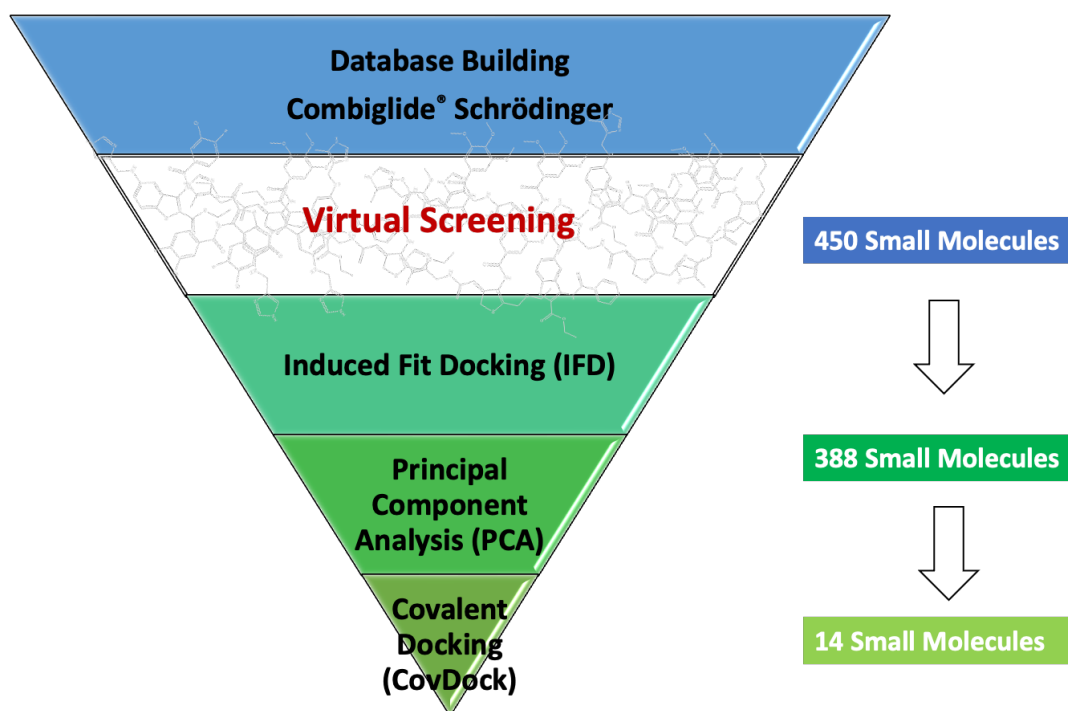 Database Building
Combiglide® Schrödinger
Virtual Screening
450 Small Molecules
Induced Fit Docking (IFD)
388 Small Molecules
Principal
Component
Analysis (PCA)
Covalent
Docking
(CovDock)
14 Small Molecules